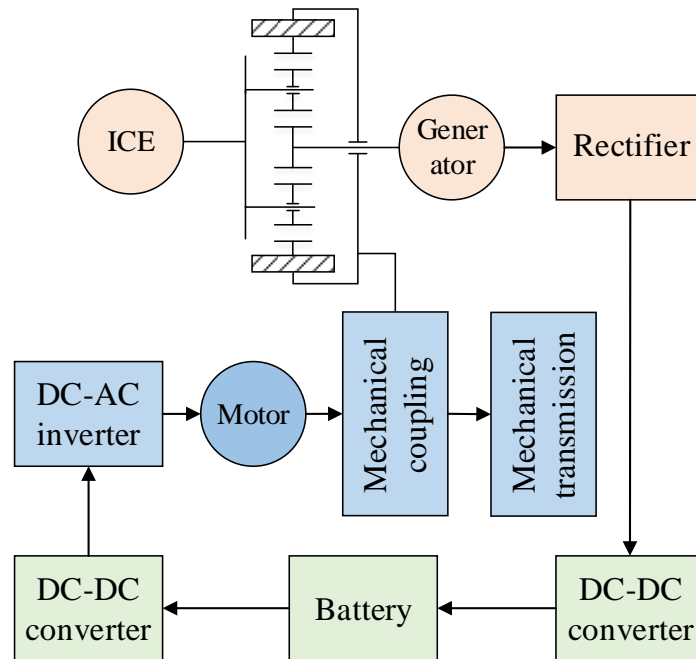 ICE
Gener
ator
Rectifier
DC-AC
inverter
Motor
Mechanical
coupling
Mechanical
transmission
DC-DC
converter
Battery
DC-DC
converter